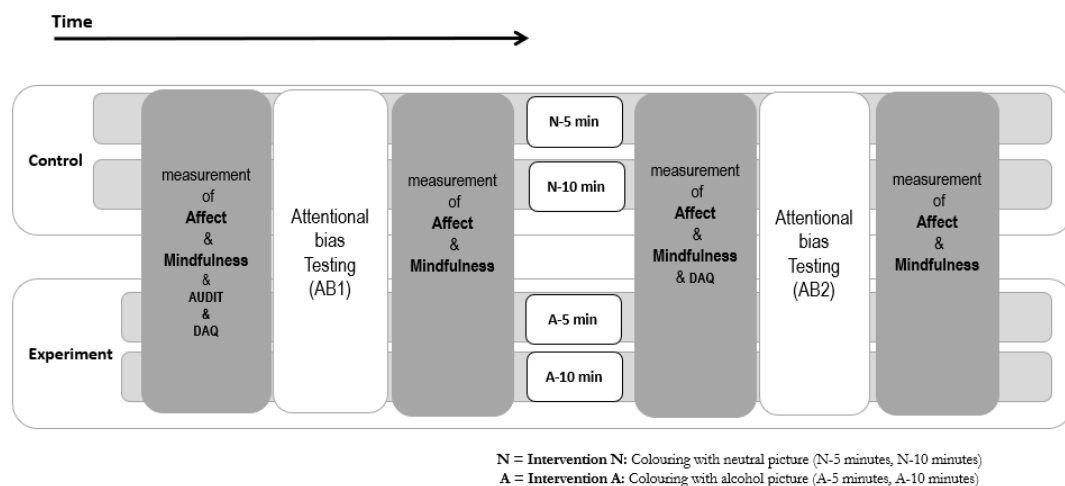 Time
Control
Experiment
measurement
of
Affect
&
Mindfulness
&
AUDIT
&
DAQ
Attentional
bias
Testing
(AB1)
measurement
of
Affect
&
Mindfulness
N-5 min
N-10 min
A-5 min
A-10 min
measurement
of
Affect
&
Mindfulness
& DAQ
Attentional
bias
Testing
(AB2)
measurement
of
Affect
&
Mindfulness
N = Intervention N: Colouring with neutral picture (N-5 minutes, N-10 minutes)
A = Intervention A: Colouring with alcohol picture (A-5 minutes, A-10 minutes)